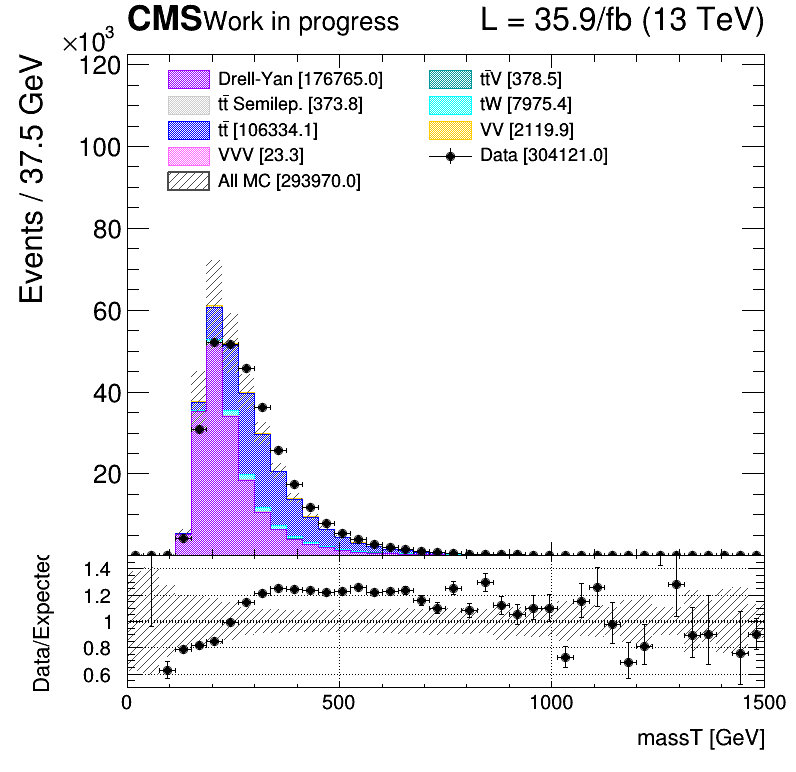 CMS Work in progress L = 35.9/fb (13 TeV)
×10³
Events / 37.5 GeV
120
100
80
60
40
20
Drell-Yan [176765.0]
tt̄ Semilep. [373.8]
tt̄ [106334.1]
VVV [23.3]
All MC [293970.0]
tt̄V [378.5]
tW [7975.4]
VV [2119.9]
Data [304121.0]
Data/Expected
1.4
1.2
1
0.8
0.6
0 500 1000 1500
massT [GeV]